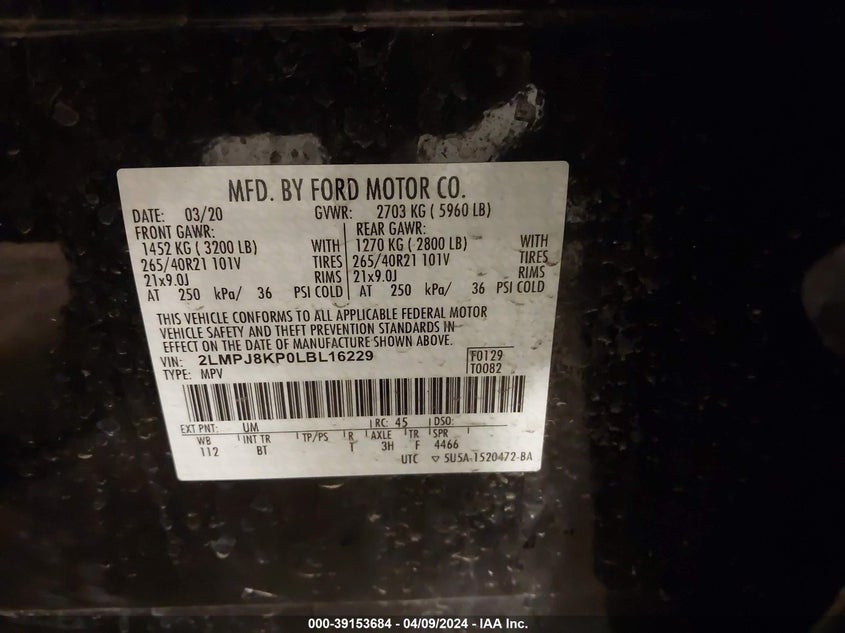 MFD. BY FORD MOTOR CO.
DATE: 03/20 GVWR: 2703 KG ( 5960 LB)
FRONT GAWR: REAR GAWR:
1452 KG ( 3200 LB) WITH 1270 KG ( 2800 LB) WITH
265/40R21 101V TIRES 265/40R21 101V TIRES
21x9.0J RIMS 21x9.0J RIMS
AT 250 kPa/ 36 PSI COLD AT 250 kPa/ 36 PSI COLD
THIS VEHICLE CONFORMS TO ALL APPLICABLE FEDERAL MOTOR
VEHICLE SAFETY AND THEFT PREVENTION STANDARDS IN
EFFECT ON THE DATE OF MANUFACTURE SHOWN ABOVE.
VIN: 2LMPJ8KP0LBL16229 F0129
TYPE: MPV T0082
EXT PNT: UM RC: 45 DSO:
WB INT TR TP/PS R AXLE TR SPR
112 BT T 3H F 4466
UTC ▽ 5U5A-1520472-BA
000-39153684 - 04/09/2024 - IAA Inc.